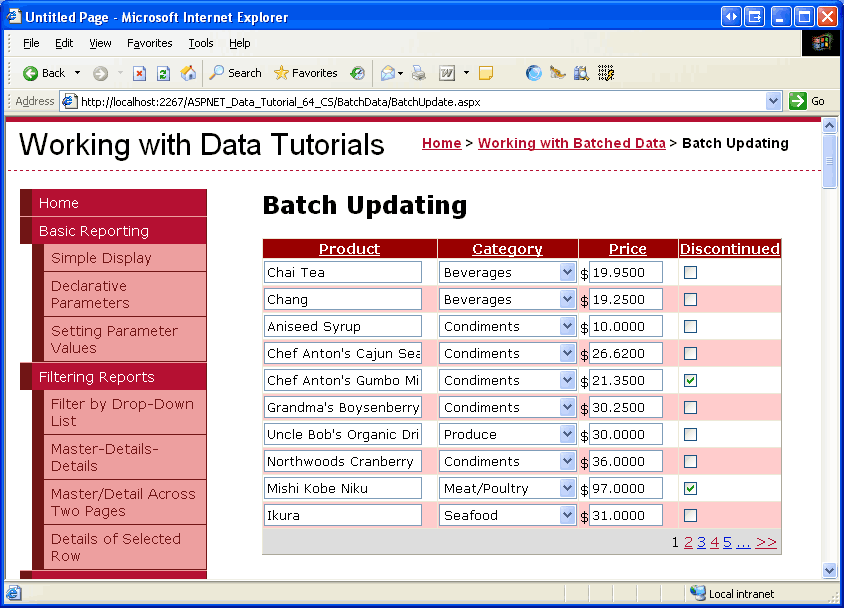 Untitled Page - Microsoft Internet Explorer
File Edit View Favorites Tools Help
Back Search Favorites
Address http://localhost:2267/ASPNET_Data_Tutorial_64_CS/BatchData/BatchUpdate.aspx Go
Working with Data Tutorials
Home > Working with Batched Data > Batch Updating
Home
Basic Reporting
Simple Display
Declarative
Parameters
Setting Parameter
Values
Filtering Reports
Filter by Drop-Down
List
Master-Details-
Details
Master/Detail Across
Two Pages
Details of Selected
Row
Batch Updating
Product Category Price Discontinued
Chai Tea Beverages $ 19.9500
Chang Beverages $ 19.2500
Aniseed Syrup Condiments $ 10.0000
Chef Anton's Cajun Sea Condiments $ 26.6200
Chef Anton's Gumbo Mi Condiments $ 21.3500
Grandma's Boysenberry Condiments $ 30.2500
Uncle Bob's Organic Dri Produce $ 30.0000
Northwoods Cranberry Condiments $ 36.0000
Mishi Kobe Niku Meat/Poultry $ 97.0000
Ikura Seafood $ 31.0000
1 2 3 4 5 ... >>
Local intranet